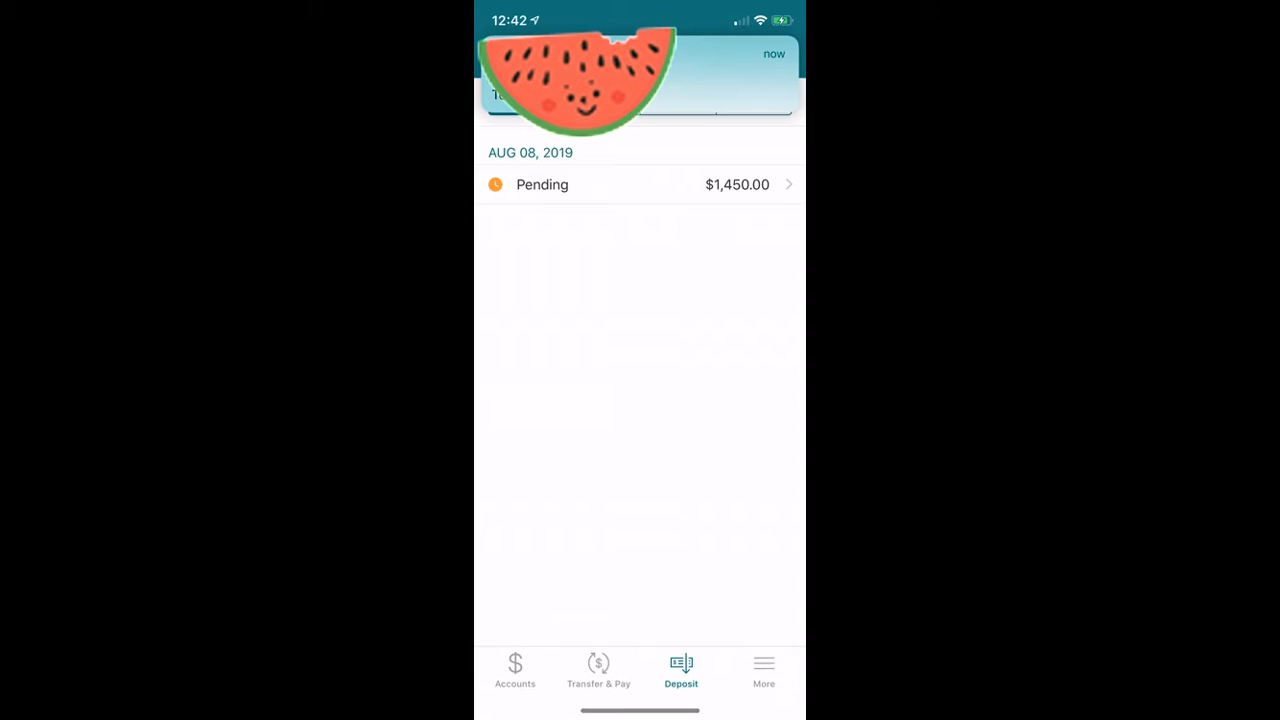 12:42
now
AUG 08, 2019
Pending $1,450.00
Accounts Transfer & Pay Deposit More